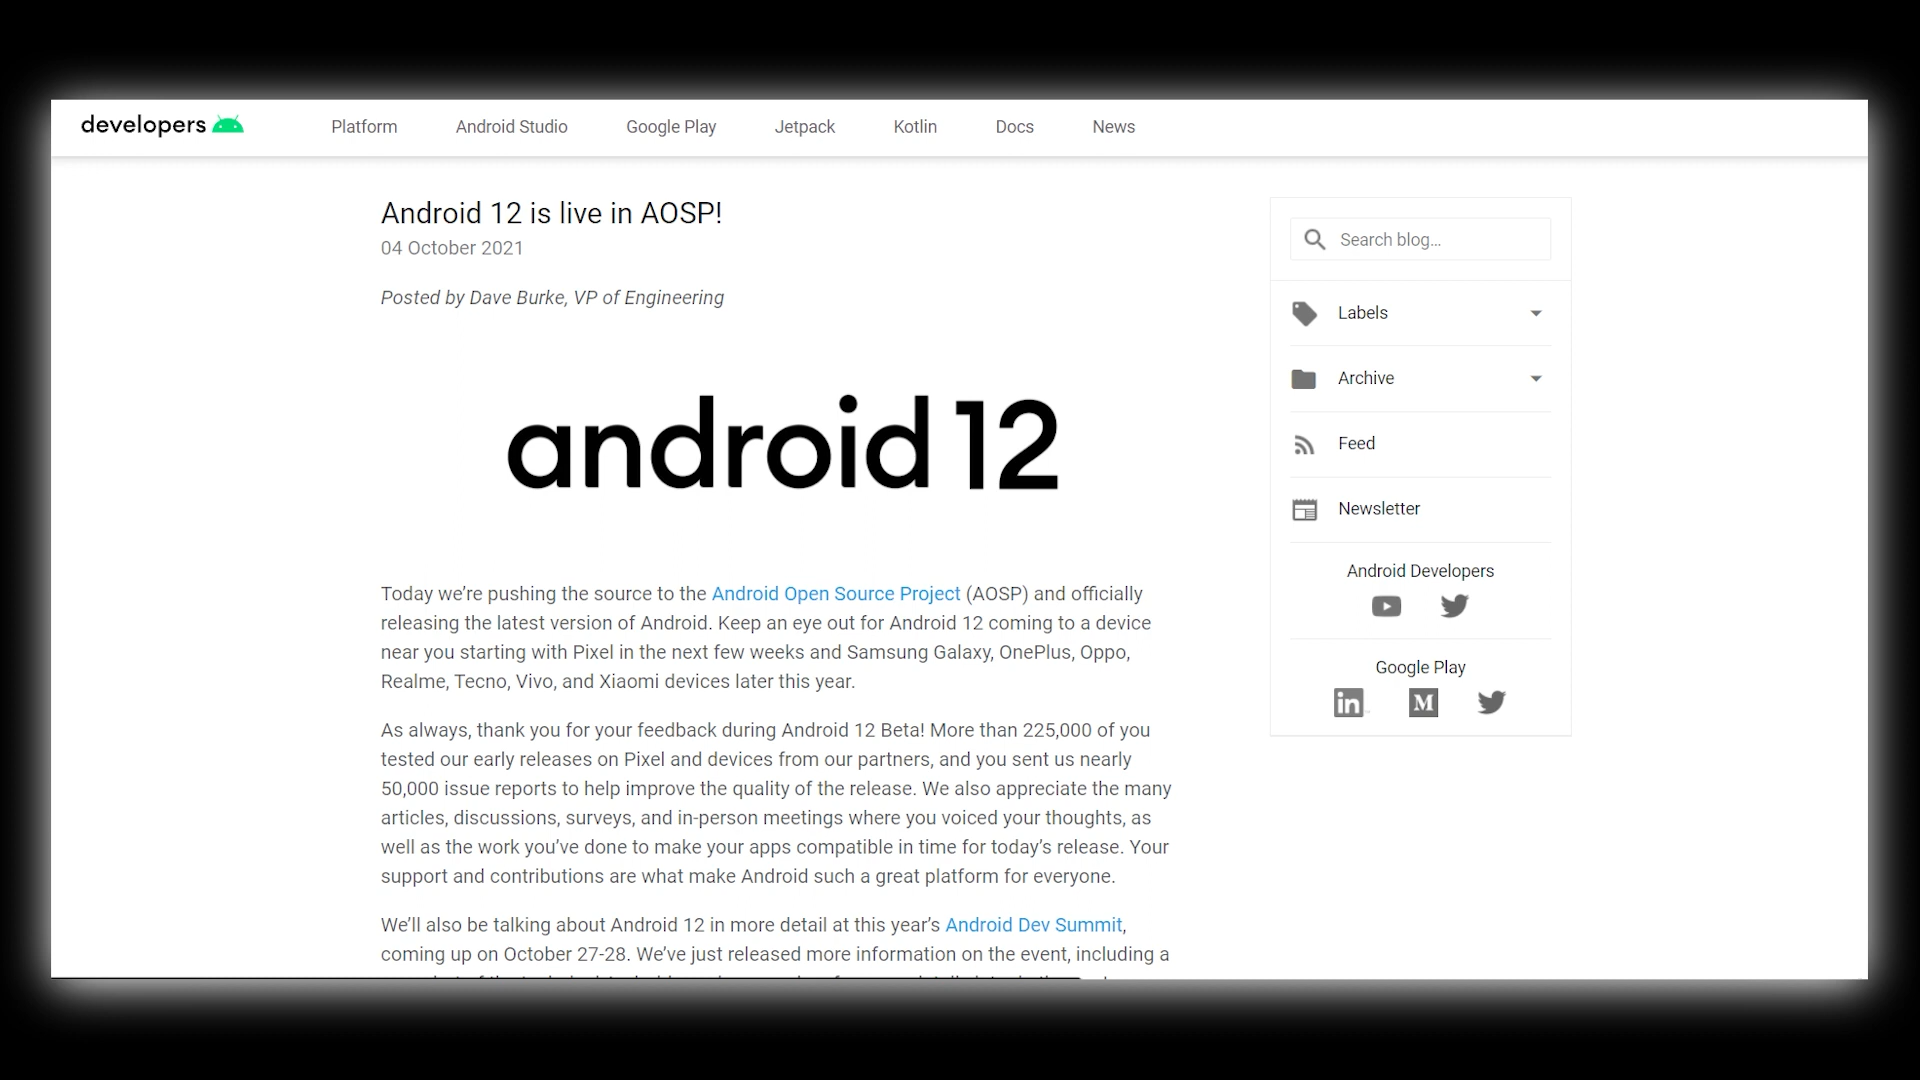 developers
Platform
Android Studio
Google Play
Jetpack
Kotlin
Docs
News
Android 12 is live in AOSP!
04 October 2021
Posted by Dave Burke, VP of Engineering
android 12
Today we’re pushing the source to the Android Open Source Project (AOSP) and officially
releasing the latest version of Android. Keep an eye out for Android 12 coming to a device
near you starting with Pixel in the next few weeks and Samsung Galaxy, OnePlus, Oppo,
Realme, Tecno, Vivo, and Xiaomi devices later this year.
As always, thank you for your feedback during Android 12 Beta! More than 225,000 of you
tested our early releases on Pixel and devices from our partners, and you sent us nearly
50,000 issue reports to help improve the quality of the release. We also appreciate the many
articles, discussions, surveys, and in-person meetings where you voiced your thoughts, as
well as the work you’ve done to make your apps compatible in time for today’s release. Your
support and contributions are what make Android such a great platform for everyone.
We’ll also be talking about Android 12 in more detail at this year’s Android Dev Summit,
coming up on October 27-28. We’ve just released more information on the event, including a
Search blog...
Labels
Archive
Feed
Newsletter
Android Developers
Google Play
in
M